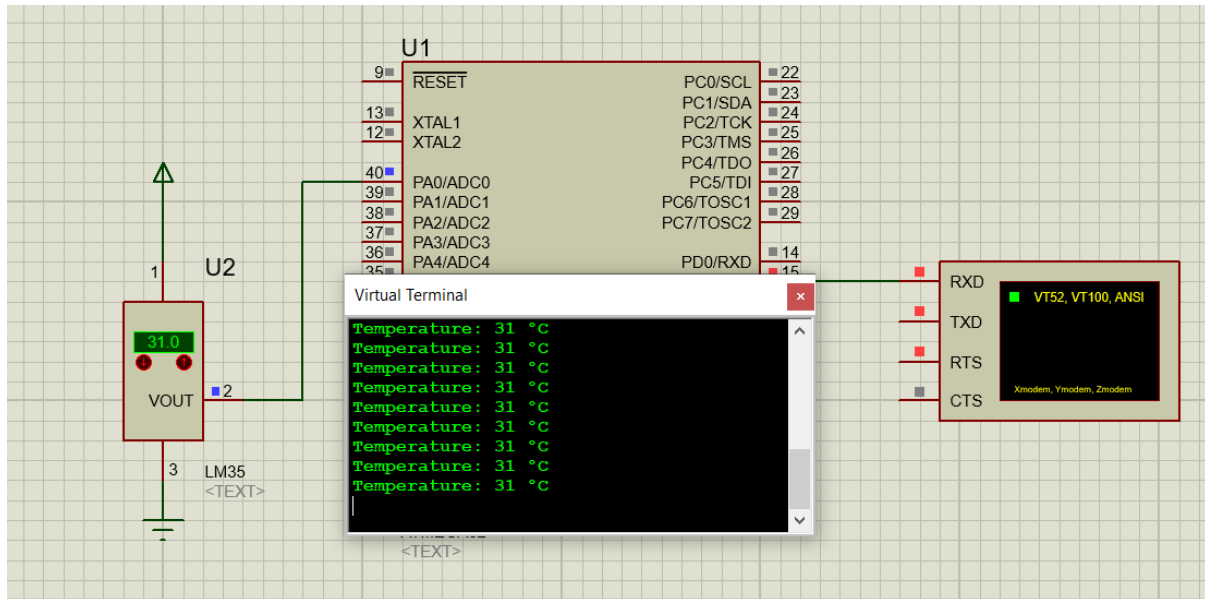 U1
9
RESET
13
XTAL1
12
XTAL2
40
PA0/ADC0
39
PA1/ADC1
38
PA2/ADC2
37
PA3/ADC3
36
PA4/ADC4
35
PC0/SCL
22
PC1/SDA
23
PC2/TCK
24
PC3/TMS
25
PC4/TDO
26
PC5/TDI
27
PC6/TOSC1
28
PC7/TOSC2
29
PD0/RXD
14
15
1
U2
31.0
VOUT
2
3
LM35
<TEXT>
Virtual Terminal
Temperature: 31 °C
Temperature: 31 °C
Temperature: 31 °C
Temperature: 31 °C
Temperature: 31 °C
Temperature: 31 °C
Temperature: 31 °C
Temperature: 31 °C
Temperature: 31 °C
<TEXT>
RXD
TXD
RTS
CTS
VT52, VT100, ANSI
Xmodem, Ymodem, Zmodem